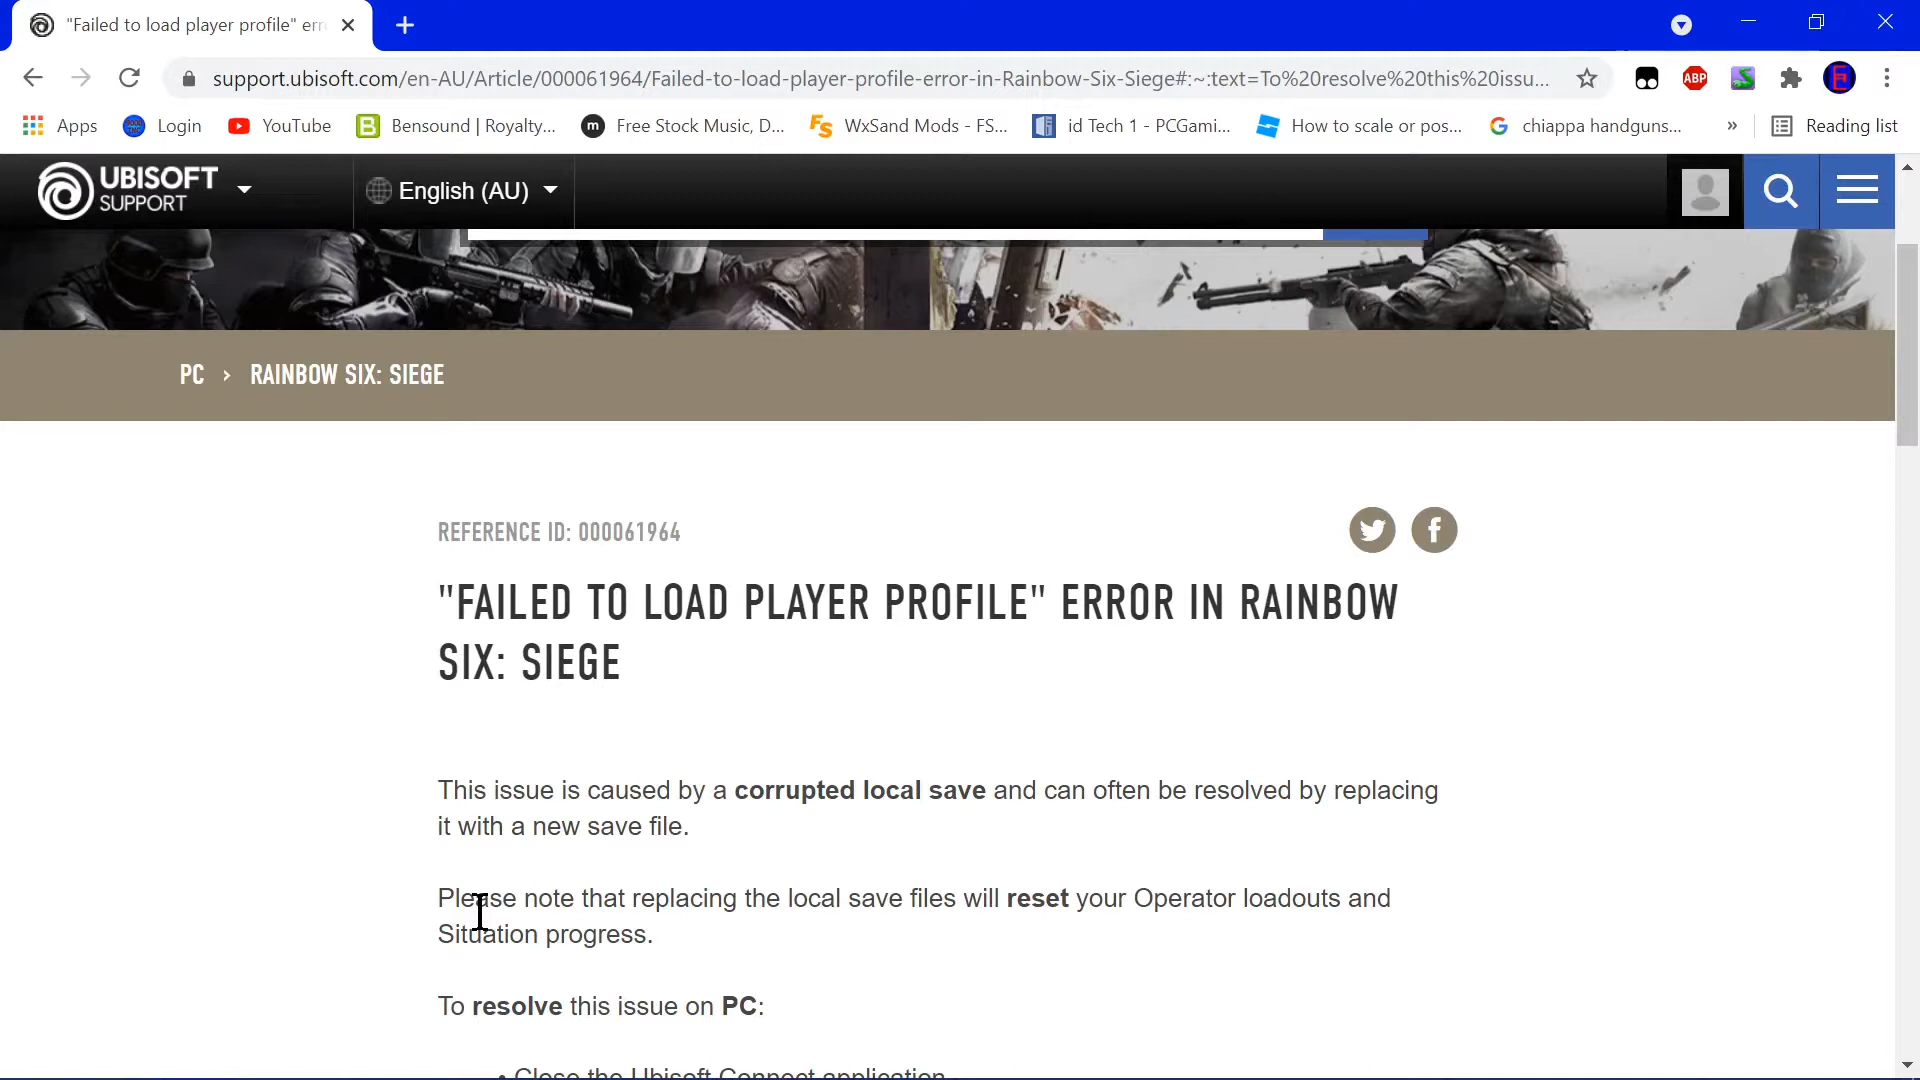 "Failed to load player profile" err
support.ubisoft.com/en-AU/Article/000061964/Failed-to-load-player-profile-error-in-Rainbow-Six-Siege#:~:text=To%20resolve%20this%20issu...
Apps Login YouTube Bensound | Royalty... Free Stock Music, D... WxSand Mods - FS... id Tech 1 - PCGami... How to scale or pos... chiappa handguns... » Reading list
UBISOFT
SUPPORT
English (AU)
PC › RAINBOW SIX: SIEGE
REFERENCE ID: 000061964
"FAILED TO LOAD PLAYER PROFILE" ERROR IN RAINBOW
SIX: SIEGE
This issue is caused by a corrupted local save and can often be resolved by replacing
it with a new save file.
Please note that replacing the local save files will reset your Operator loadouts and
Situation progress.
To resolve this issue on PC:
• Close the Ubisoft Connect application.